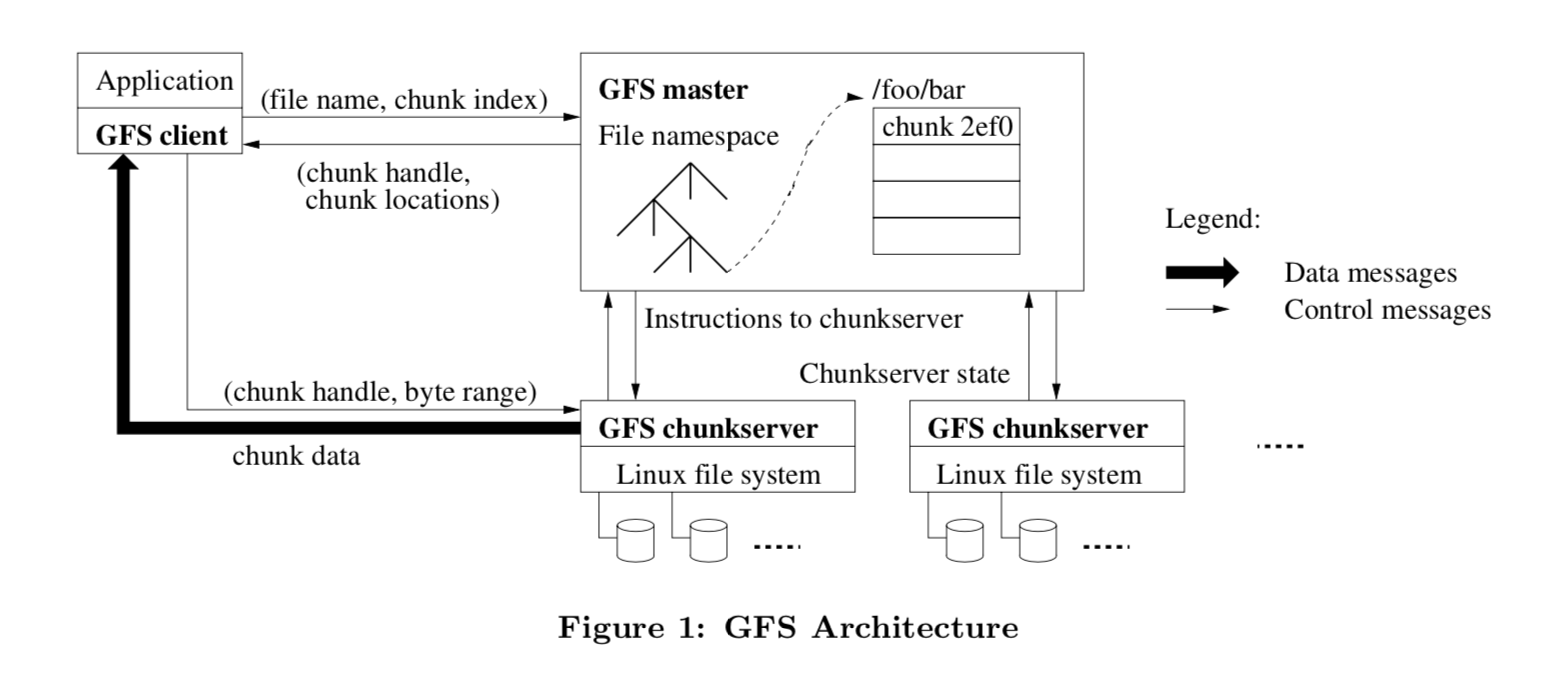 Application
GFS client
(file name, chunk index)
(chunk handle,
chunk locations)
GFS master
File namespace
/foo/bar
chunk 2ef0
Legend:
Data messages
Control messages
Instructions to chunkserver
Chunkserver state
(chunk handle, byte range)
chunk data
GFS chunkserver
Linux file system
GFS chunkserver
Linux file system
Figure 1: GFS Architecture